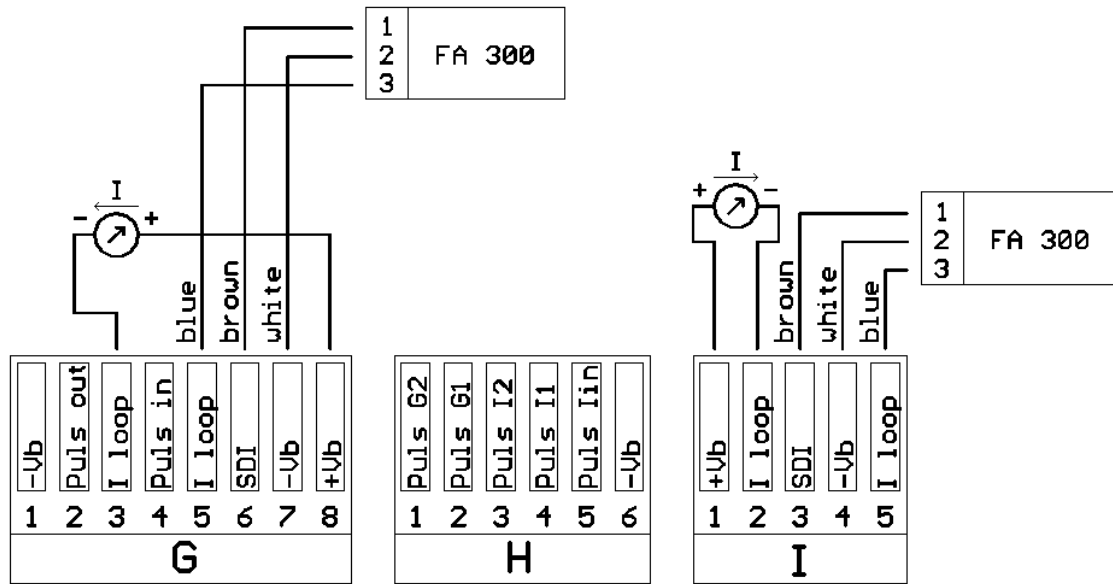 1
2 FA 300
3
I
- +
blue
brown
white
-Vb
Puls out
I loop
Puls in
I loop
SDI
-Vb
+Vb
1 2 3 4 5 6 7 8
G
Puls G2
Puls G1
Puls I2
Puls I1
Puls Iin
-Vb
1 2 3 4 5 6
H
I
+ -
1
2 FA 300
3
brown
white
blue
+Vb
I loop
SDI
-Vb
I loop
1 2 3 4 5
I